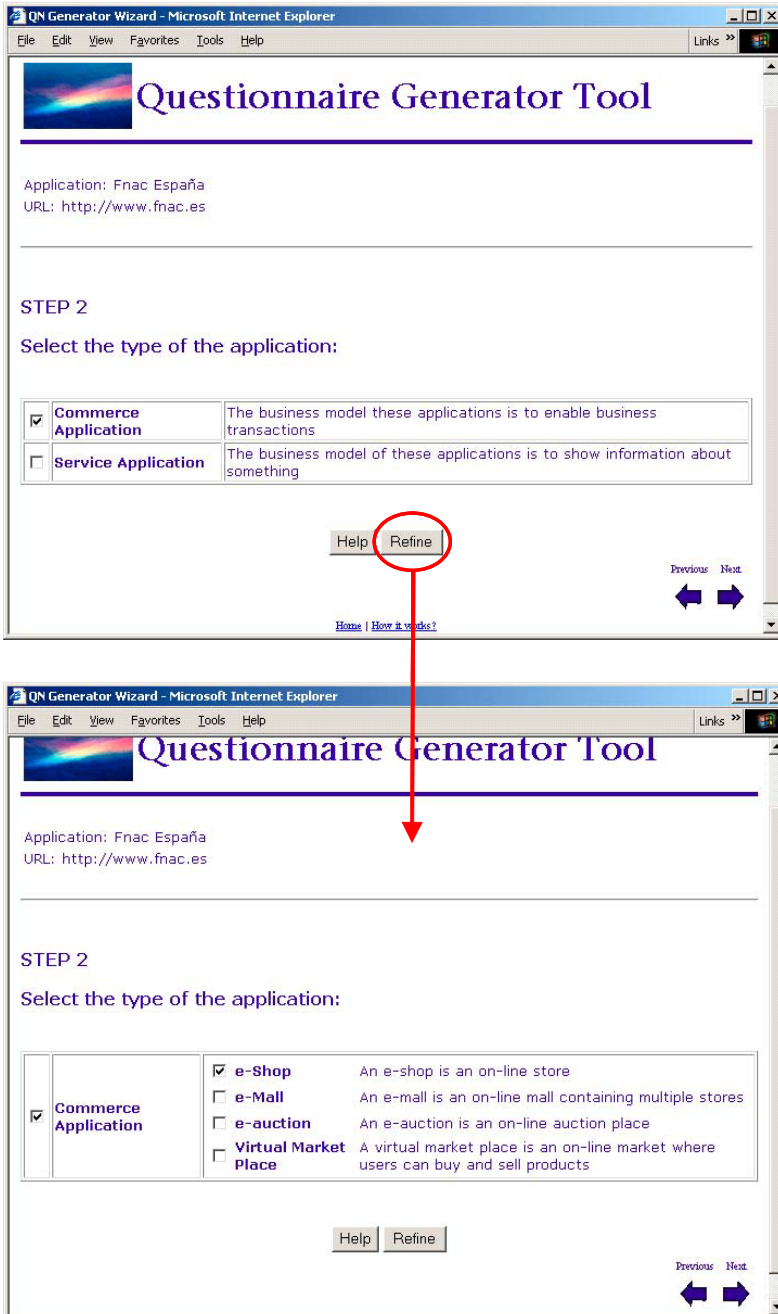 QN Generator Wizard - Microsoft Internet Explorer
File Edit View Favorites Tools Help Links »
Questionnaire Generator Tool
Application: Fnac España
URL: http://www.fnac.es
STEP 2
Select the type of the application:
Commerce Application
The business model these applications is to enable business
transactions
Service Application
The business model of these applications is to show information about
something
Help Refine
Previous Next
Home | How it works?
QN Generator Wizard - Microsoft Internet Explorer
File Edit View Favorites Tools Help Links »
Questionnaire Generator Tool
Application: Fnac España
URL: http://www.fnac.es
STEP 2
Select the type of the application:
Commerce
Application
e-Shop An e-shop is an on-line store
e-Mall An e-mall is an on-line mall containing multiple stores
e-auction An e-auction is an on-line auction place
Virtual Market A virtual market place is an on-line market where
Place users can buy and sell products
Help Refine
Previous Next